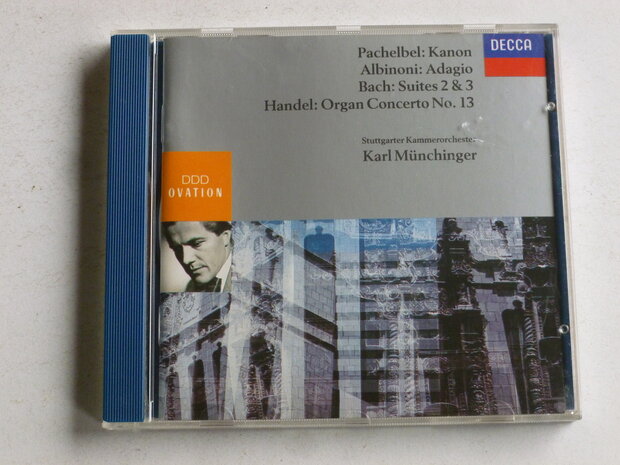 Pachelbel: Kanon
Albinoni: Adagio
Bach: Suites 2 & 3
Handel: Organ Concerto No. 13
DECCA
Stuttgarter Kammerorchester
Karl Münchinger
DDD
OVATION